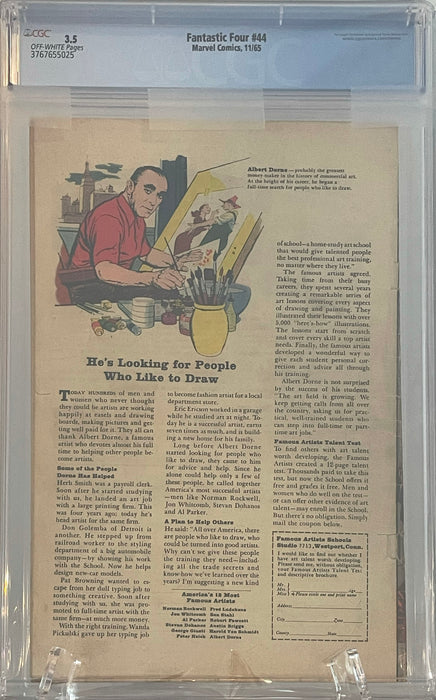 CGC
3.5
OFF-WHITE Pages
3767655025
Fantastic Four #44
Marvel Comics, 11/65
Albert Dorne—probably the greatest
money-maker in the history of commercial art.
At the height of his career, he began a
full-time search for people who like to draw.
He's Looking for People
Who Like to Draw
TODAY HUNDREDS of men and
women who never thought
they could be artists are working
happily at easels and drawing
boards, making pictures and get-
ting well paid for it. They all can
thank Albert Dorne, a famous
artist who devotes almost his full
time to helping other people be-
come artists.
Some of the People
Dorne Has Helped
Herb Smith was a payroll clerk.
Soon after he started studying
with us, he landed an art job
with a large printing firm. This
was four years ago; today he's
head artist for the same firm.
Don Golemba of Detroit is
another. He stepped up from
railroad worker to the styling
department of a big automobile
company—by showing his work
with the School. Now he helps
design new-car models.
Pat Browning wanted to es-
cape from her dull typing job to
something creative. Soon after
studying with us, she was pro-
moted to full-time artist with the
same firm—at much more money.
With the right training, Wanda
Pickulski gave up her typing job
to become fashion artist for a local
department store.
Eric Ericson worked in a garage
while he studied art at night. To-
day he is a successful artist, earns
seven times as much, and is build-
ing a new home for his family.
Long before Albert Dorne
started looking for people who
like to draw, they came to him
for advice and help. Since he
alone could help only a few of
these people, he called together
America's most successful artists
—men like Norman Rockwell,
Jon Whitcomb, Stevan Dohanos
and Al Parker.
A Plan to Help Others
He said: "All over America, there
are people who like to draw, who
could be turned into good artists.
Why can't we give these people
the training they need—includ-
ing all the trade secrets and
know-how we've learned over the
years? I'm suggesting a new kind
America's 12 Most
Famous Artists
Norman Rockwell Fred Ludekens
Jon Whitcomb Ben Stahl
Al Parker Robert Fawcett
Stevan Dohanos Austin Briggs
George Giusti Harold Von Schmidt
Peter Helck Albert Dorne
of school—a home-study art school
that would give talented people
the best professional art training,
no matter where they live."
The famous artists agreed.
Taking time from their busy
careers, they spent several years
creating a remarkable series of
art lessons covering every aspect
of drawing and painting. They
illustrated their lessons with over
5,000 "here's-how" illustrations.
The lessons start from scratch
and cover every skill a top artist
needs. Finally, the famous artists
developed a wonderful way to
give each student personal cor-
rection and advice all through
his training.
Albert Dorne is not surprised
by the success of his students.
"The art field is growing. We
keep getting calls from all over
the country, asking us for prac-
tical, well-trained students who
can step into full-time or part-
time art jobs."
Famous Artists Talent Test
To find others with art talent
worth developing, the Famous
Artists created a 12-page talent
test. Thousands paid to take this
test, but now the School offers it
free and grades it free. Men and
women who do well on the test—
or can offer other evidence of art
talent—may enroll in the School.
But there's no obligation. Simply
mail the coupon below.
Famous Artists Schools
Studio 7713, Westport, Conn.
I would like to find out whether I
have art talent worth developing.
Please send me, without obligation,
your Famous Artists Talent Test
and descriptive brochure.
Mr.
Mrs. Age
Miss Please circle one and print name
Address
City Zone
County State